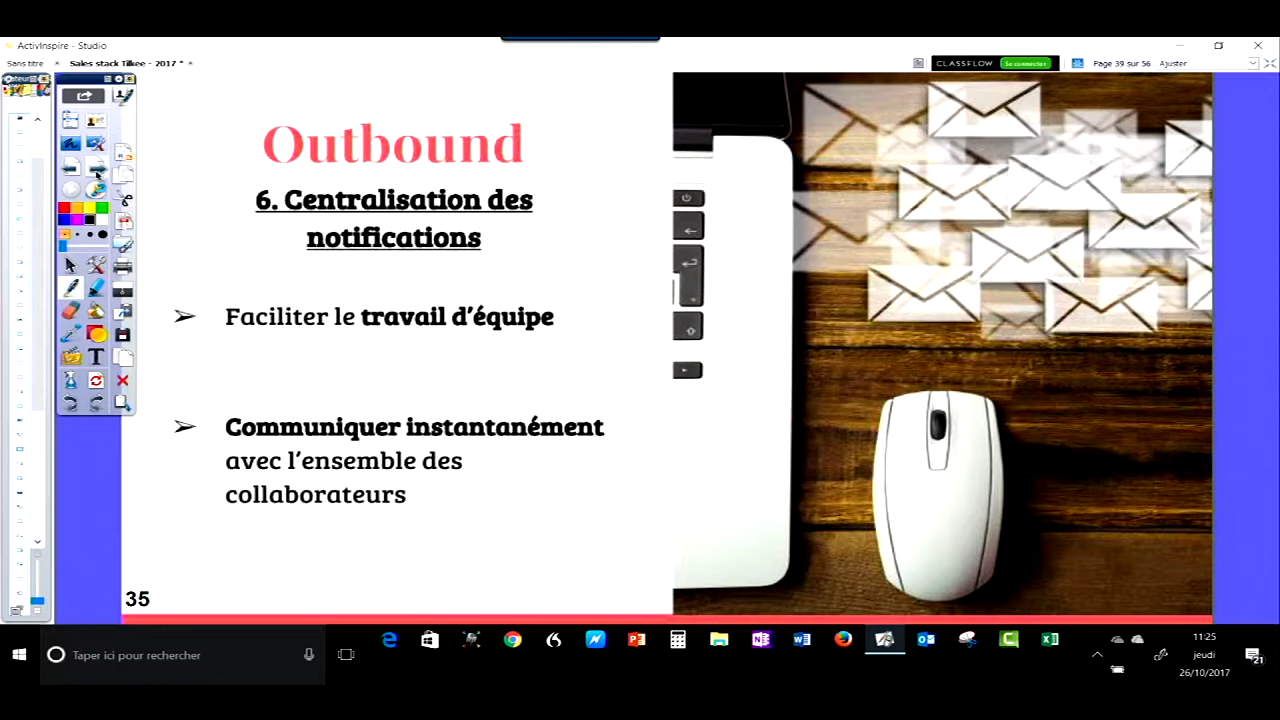 ActivInspire - Studio
Sans titre
Sales stack Tilkee - 2017 *
CLASSFLOW
Se connecter
Page 39 sur 56
Ajuster
Outbound
6. Centralisation des
notifications
➢ Faciliter le travail d'équipe
➢ Communiquer instantanément
avec l'ensemble des
collaborateurs
35
Taper ici pour rechercher
11:25
jeudi
26/10/2017
21